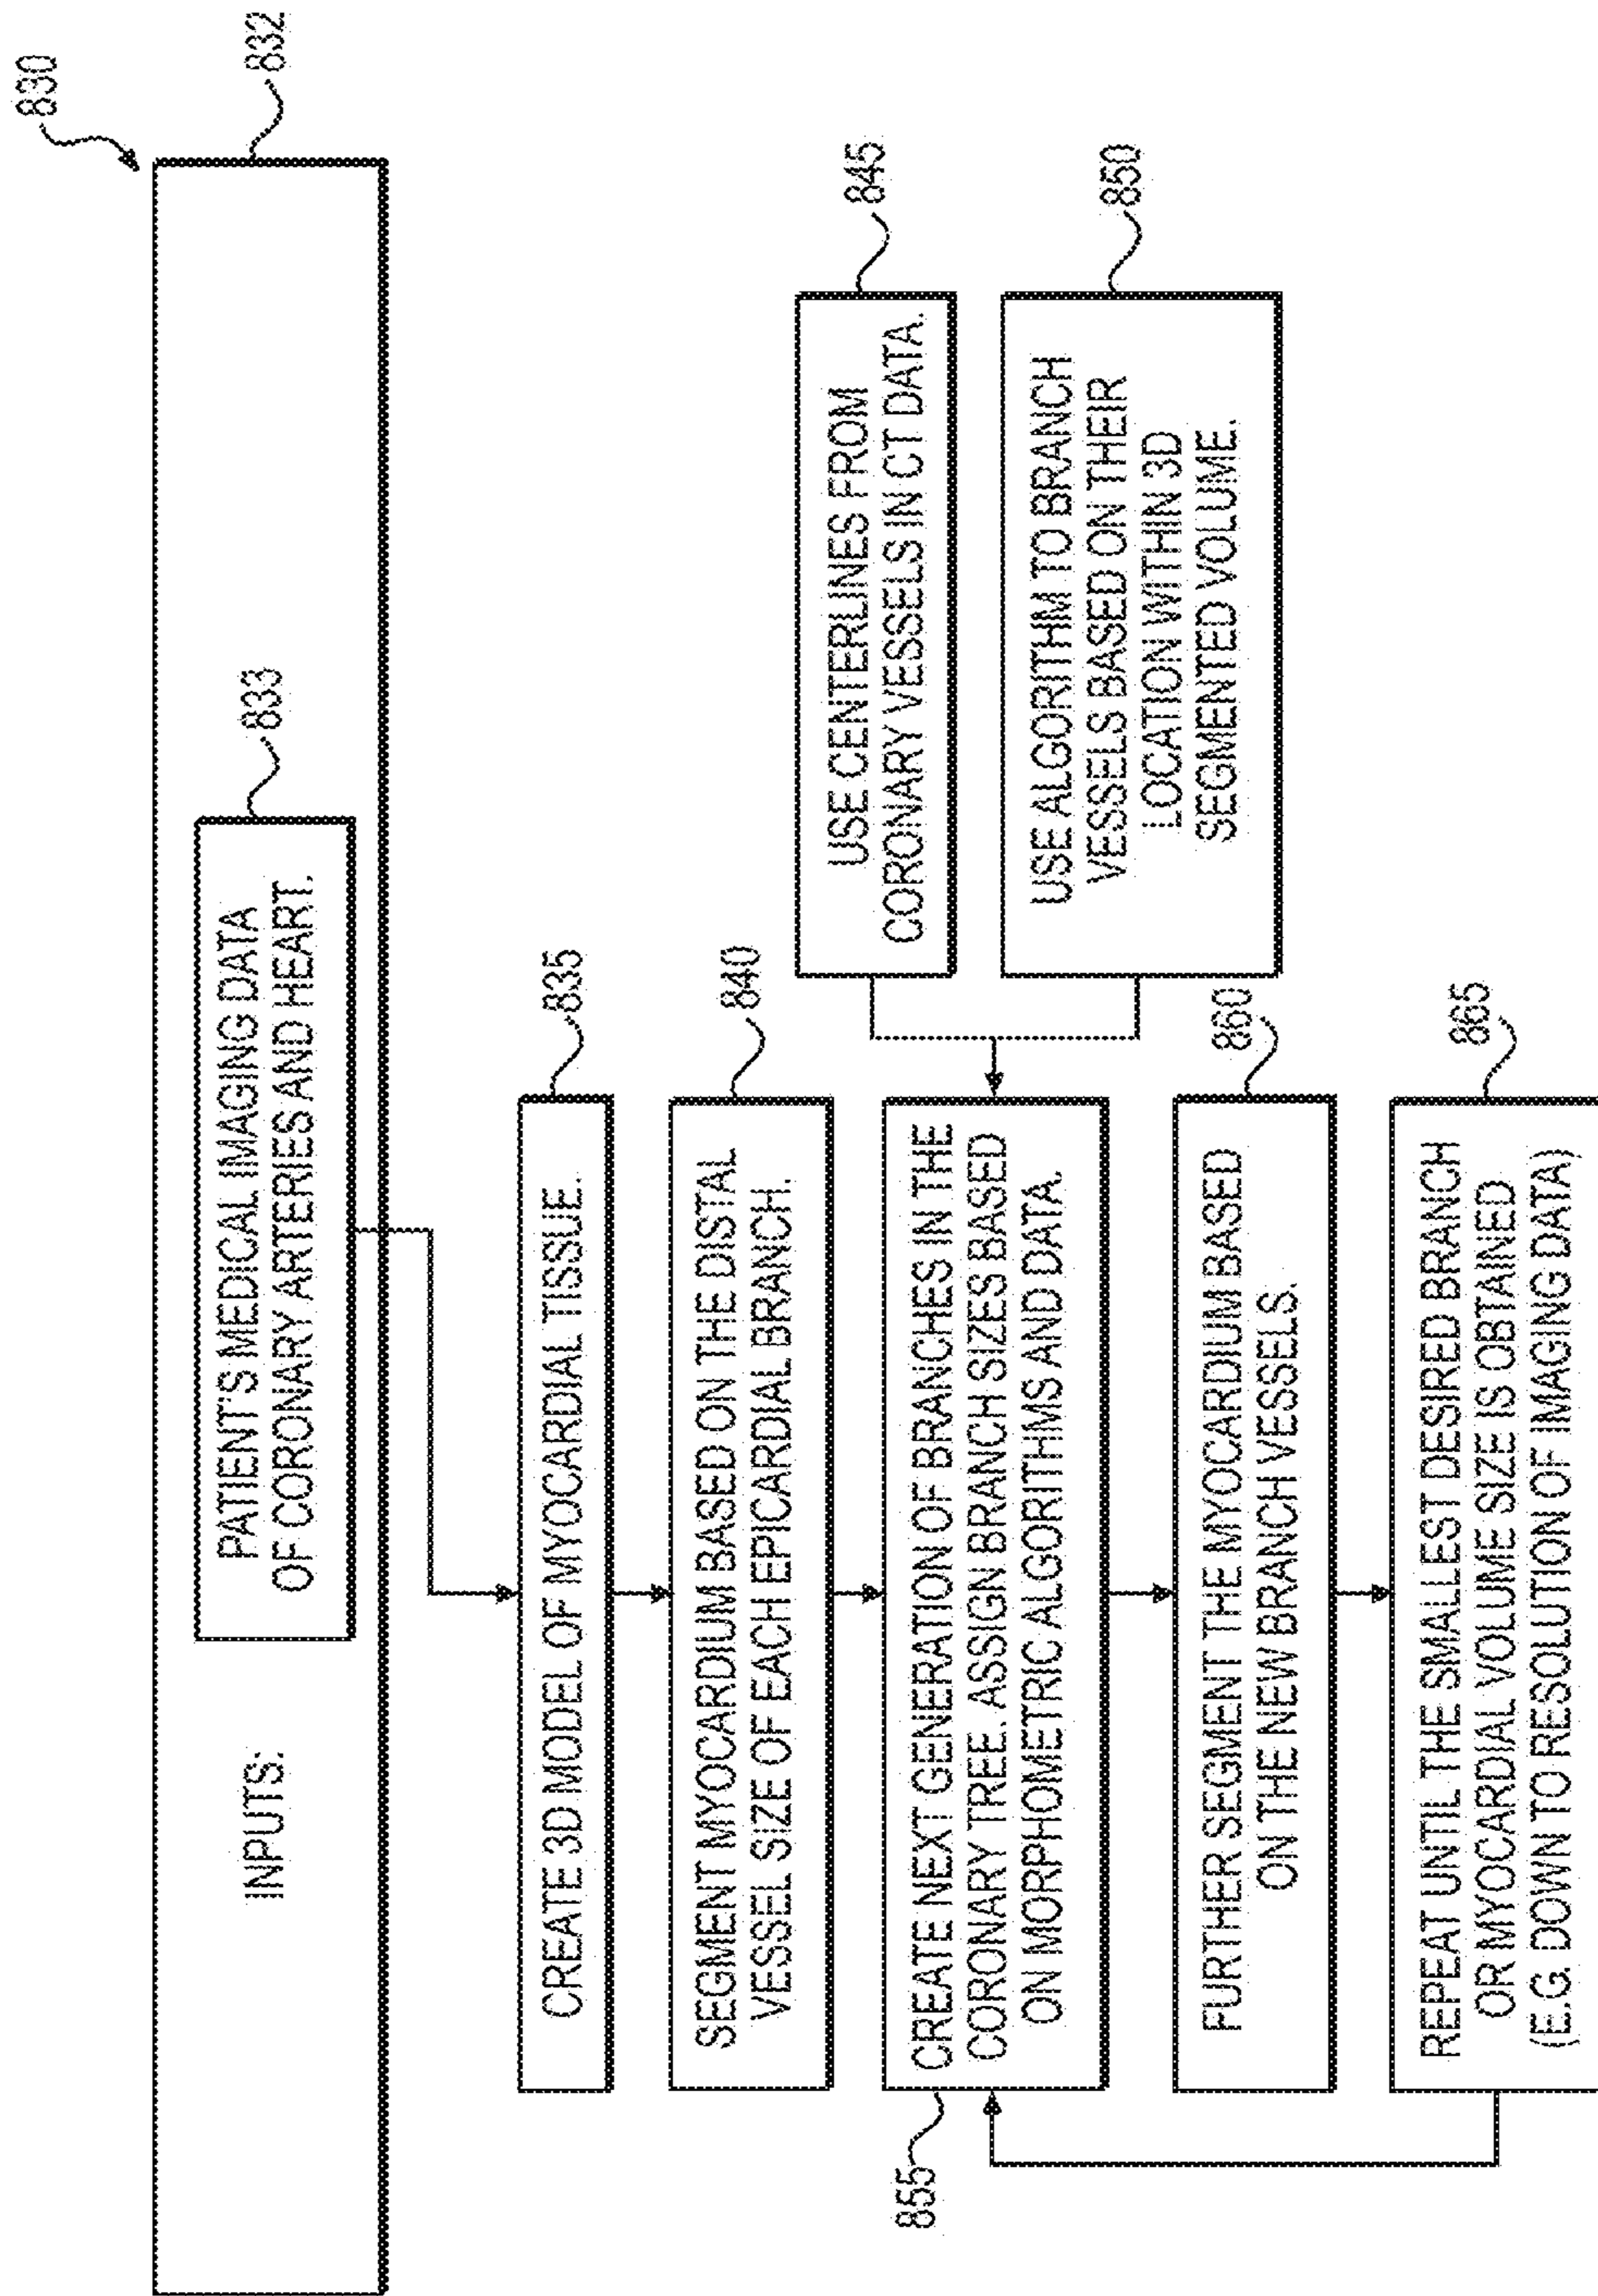 830
832
INPUTS:
833
PATIENT'S MEDICAL IMAGING DATA
OF CORONARY ARTERIES AND HEART.
835
CREATE 3D MODEL OF MYOCARDIAL TISSUE.
840
SEGMENT MYOCARDIUM BASED ON THE DISTAL
VESSEL SIZE OF EACH EPICARDIAL BRANCH.
845
USE CENTERLINES FROM
CORONARY VESSELS IN CT DATA.
850
USE ALGORITHM TO BRANCH
VESSELS BASED ON THEIR
LOCATION WITHIN 3D
SEGMENTED VOLUME.
855
CREATE NEXT GENERATION OF BRANCHES IN THE
CORONARY TREE. ASSIGN BRANCH SIZES BASED
ON MORPHOMETRIC ALGORITHMS AND DATA.
860
FURTHER SEGMENT THE MYOCARDIUM BASED
ON THE NEW BRANCH VESSELS.
865
REPEAT UNTIL THE SMALLEST DESIRED BRANCH
OR MYOCARDIAL VOLUME SIZE IS OBTAINED
(E.G. DOWN TO RESOLUTION OF IMAGING DATA)